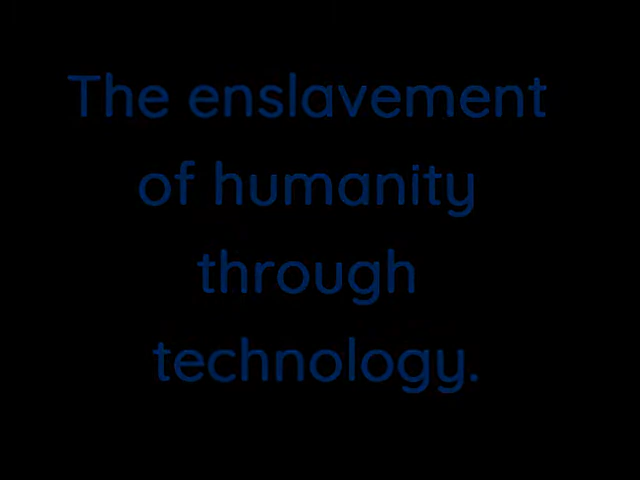 The enslavement
of humanity
through
technology.